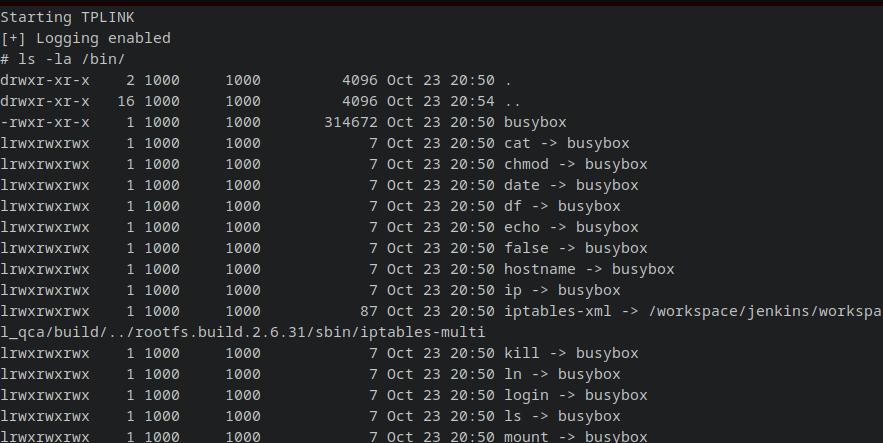 Starting TPLINK
[+] Logging enabled
# ls -la /bin/
drwxr-xr-x    2 1000     1000         4096 Oct 23 20:50 .
drwxr-xr-x   16 1000     1000         4096 Oct 23 20:54 ..
-rwxr-xr-x    1 1000     1000       314672 Oct 23 20:50 busybox
lrwxrwxrwx    1 1000     1000            7 Oct 23 20:50 cat -> busybox
lrwxrwxrwx    1 1000     1000            7 Oct 23 20:50 chmod -> busybox
lrwxrwxrwx    1 1000     1000            7 Oct 23 20:50 date -> busybox
lrwxrwxrwx    1 1000     1000            7 Oct 23 20:50 df -> busybox
lrwxrwxrwx    1 1000     1000            7 Oct 23 20:50 echo -> busybox
lrwxrwxrwx    1 1000     1000            7 Oct 23 20:50 false -> busybox
lrwxrwxrwx    1 1000     1000            7 Oct 23 20:50 hostname -> busybox
lrwxrwxrwx    1 1000     1000            7 Oct 23 20:50 ip -> busybox
lrwxrwxrwx    1 1000     1000           87 Oct 23 20:50 iptables-xml -> /workspace/jenkins/workspa
l_qca/build/../rootfs.build.2.6.31/sbin/iptables-multi
lrwxrwxrwx    1 1000     1000            7 Oct 23 20:50 kill -> busybox
lrwxrwxrwx    1 1000     1000            7 Oct 23 20:50 ln -> busybox
lrwxrwxrwx    1 1000     1000            7 Oct 23 20:50 login -> busybox
lrwxrwxrwx    1 1000     1000            7 Oct 23 20:50 ls -> busybox
lrwxrwxrwx    1 1000     1000            7 Oct 23 20:50 mount -> busybox